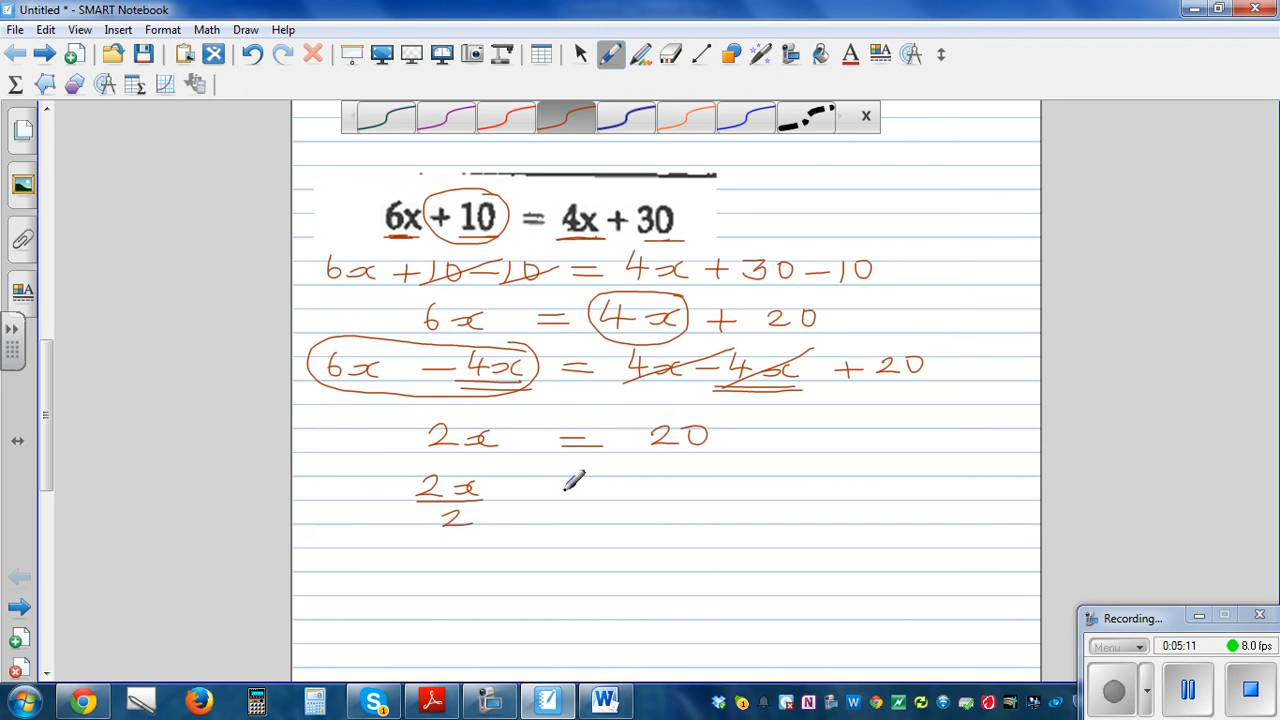 Untitled * - SMART Notebook
File Edit View Insert Format Math Draw Help
x
6x + 10 = 4x + 30
6x + 10 - 10 = 4x + 30 - 10
6x = 4x + 20
6x - 4x = 4x - 4x + 20
2x = 20
2x
2
Recording...
Menu 0:05:11 8.0 fps